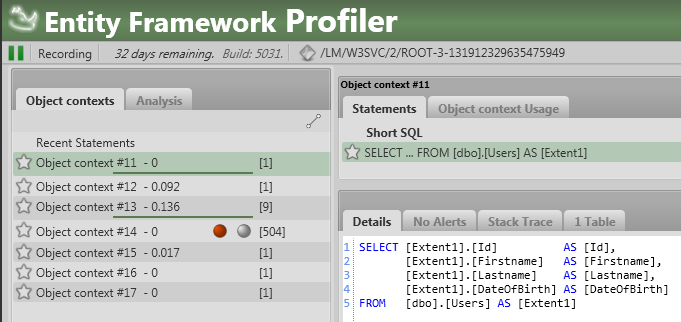 Entity Framework Profiler
Recording 32 days remaining. Build: 5031. /LM/W3SVC/2/ROOT-3-131912329635475949
Object contexts Analysis
Recent Statements
Object context #11 - 0 [1]
Object context #12 - 0.092 [1]
Object context #13 - 0.136 [9]
Object context #14 - 0 [504]
Object context #15 - 0.017 [1]
Object context #16 - 0 [1]
Object context #17 - 0 [1]
Object context #11
Statements Object context Usage
Short SQL
SELECT ... FROM [dbo].[Users] AS [Extent1]
Details No Alerts Stack Trace 1 Table
1 SELECT [Extent1].[Id] AS [Id],
2 [Extent1].[Firstname] AS [Firstname],
3 [Extent1].[Lastname] AS [Lastname],
4 [Extent1].[DateOfBirth] AS [DateOfBirth]
5 FROM [dbo].[Users] AS [Extent1]